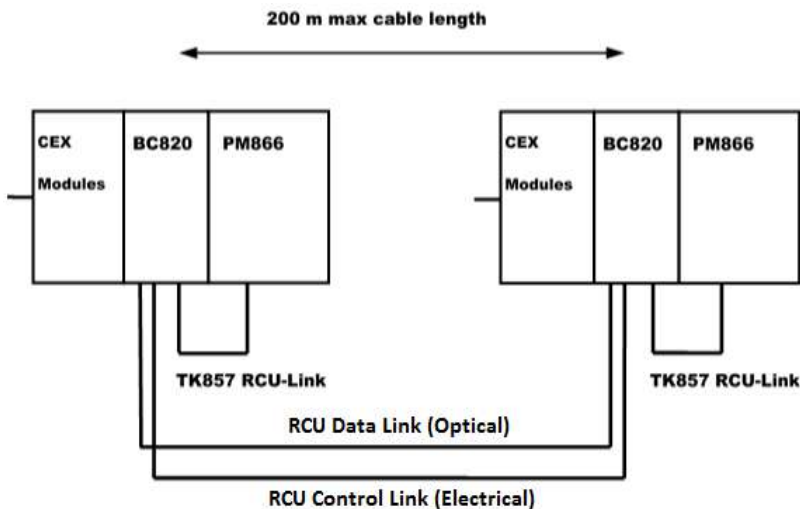 200 m max cable length
CEX
Modules
BC820
PM866
CEX
Modules
BC820
PM866
TK857 RCU-Link
TK857 RCU-Link
RCU Data Link (Optical)
RCU Control Link (Electrical)